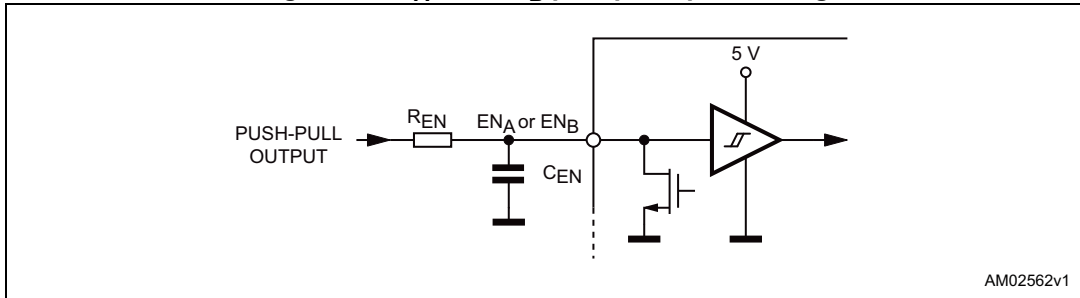 5 V
REN
ENA or ENB
PUSH-PULL
OUTPUT
CEN
AM02562v1